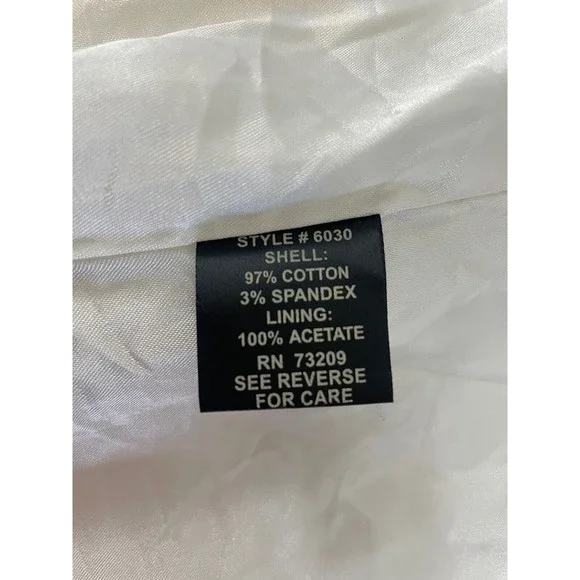 STYLE # 6030
SHELL:
97% COTTON
3% SPANDEX
LINING:
100% ACETATE
RN 73209
SEE REVERSE
FOR CARE